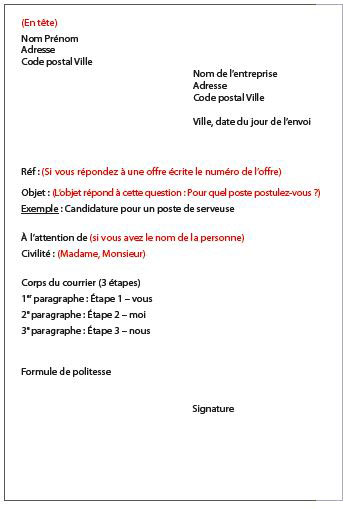 (En tête)
Nom Prénom
Adresse
Code postal Ville
Nom de l'entreprise
Adresse
Code postal Ville
Ville, date du jour de l'envoi
Réf : (Si vous répondez à une offre écrite le numéro de l'offre)
Objet : (L'objet répond à cette question : Pour quel poste postulez-vous ?)
Exemple : Candidature pour un poste de serveuse
À l'attention de (si vous avez le nom de la personne)
Civilité : (Madame, Monsieur)
Corps du courrier (3 étapes)
1er paragraphe : Étape 1 – vous
2e paragraphe : Étape 2 – moi
3e paragraphe : Étape 3 – nous
Formule de politesse
Signature